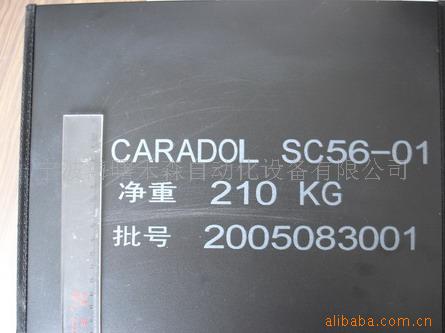 CARADOL SC56-01
净重 210 KG
批号 2005083001
alibaba.com.cn